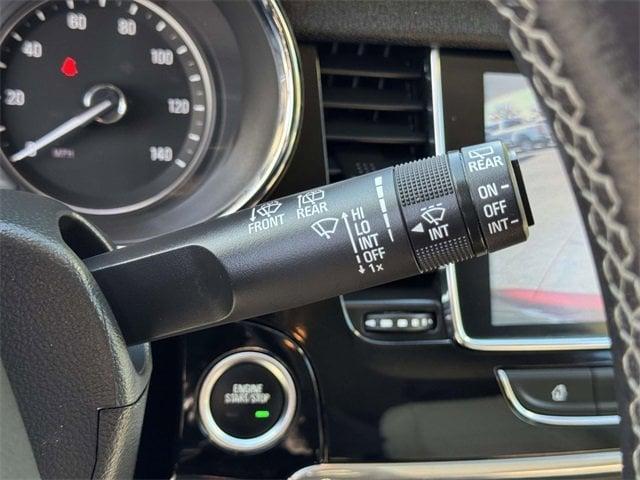 20
40
60
80
100
120
140
MPH
FRONT
REAR
HI
LO
INT
OFF
1x
INT
REAR
ON
OFF
INT
ENGINE
START/STOP